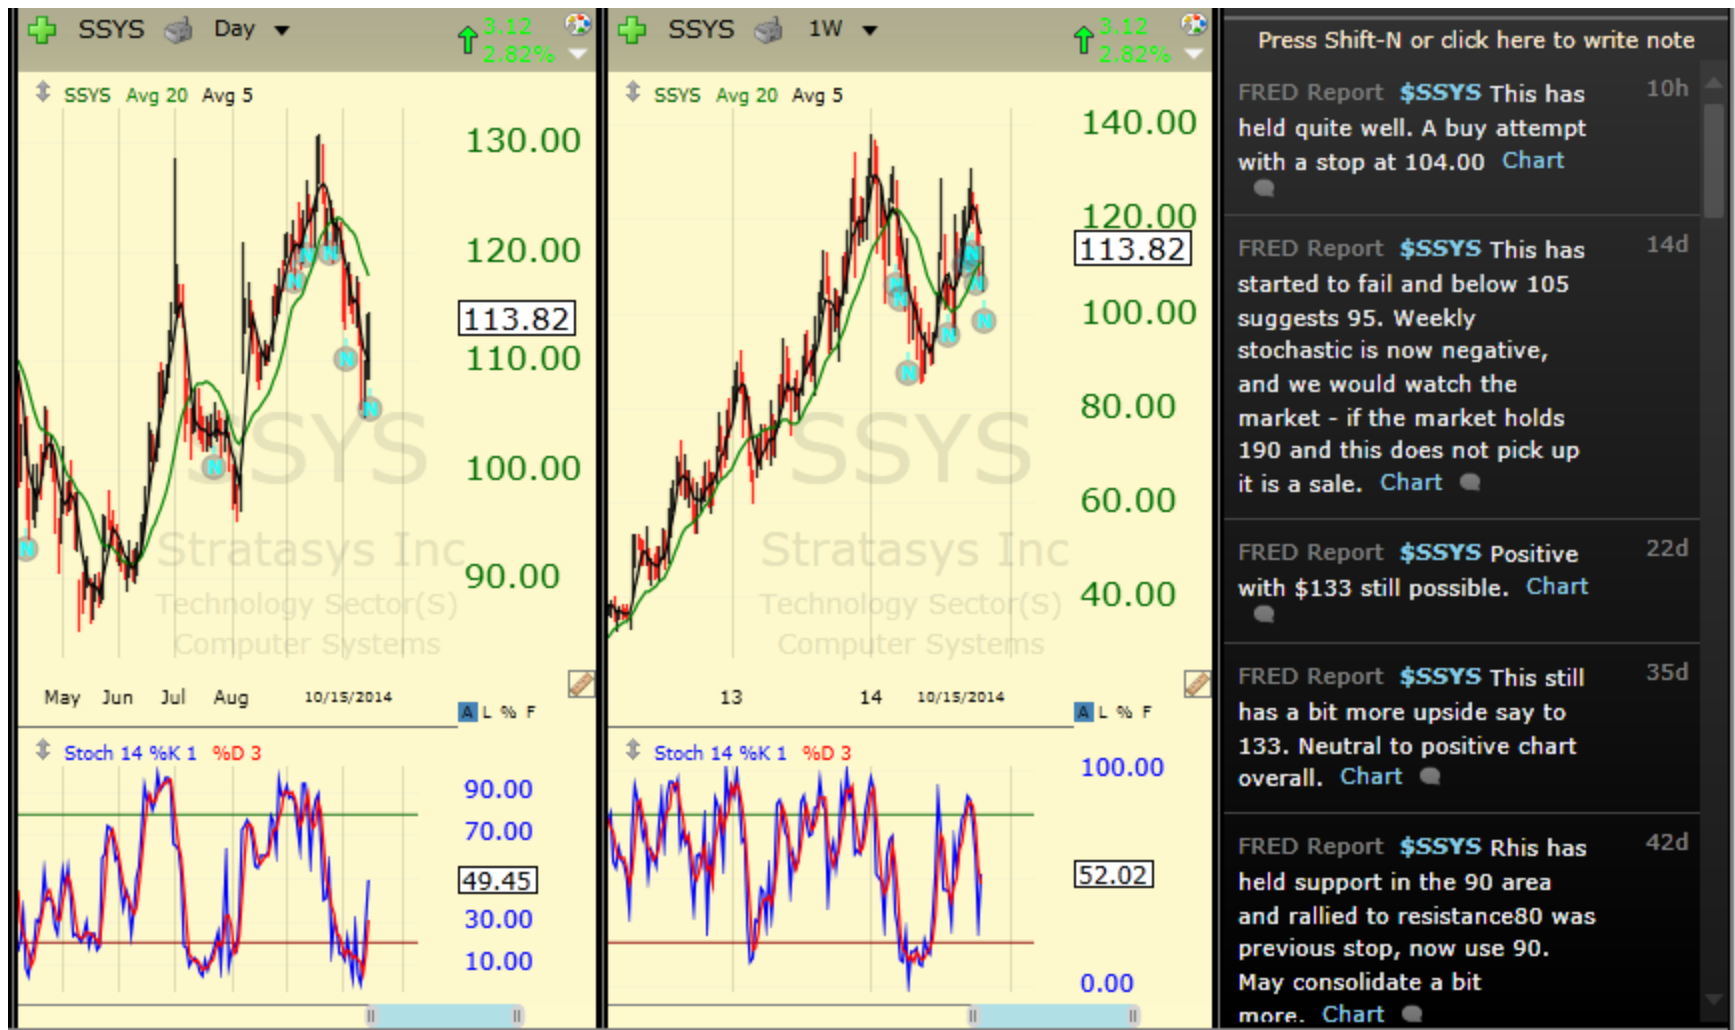 SSYS Day
3.12
2.82%
SSYS Avg 20 Avg 5
130.00
120.00
113.82
110.00
100.00
90.00
SSYS
Stratasys Inc
Technology Sector(S)
Computer Systems
N
N
N
N
N
N
N
May Jun Jul Aug 10/15/2014
A L % F
Stoch 14 %K 1 %D 3
90.00
70.00
49.45
30.00
10.00
SSYS 1W
3.12
2.82%
SSYS Avg 20 Avg 5
140.00
120.00
113.82
100.00
80.00
60.00
40.00
SSYS
Stratasys Inc
Technology Sector(S)
Computer Systems
N
N
N
N
N
N
N
13 14 10/15/2014
A L % F
Stoch 14 %K 1 %D 3
100.00
52.02
0.00
Press Shift-N or click here to write note
FRED Report $SSYS This has 10h
held quite well. A buy attempt
with a stop at 104.00 Chart
FRED Report $SSYS This has 14d
started to fail and below 105
suggests 95. Weekly
stochastic is now negative,
and we would watch the
market - if the market holds
190 and this does not pick up
it is a sale. Chart
FRED Report $SSYS Positive 22d
with $133 still possible. Chart
FRED Report $SSYS This still 35d
has a bit more upside say to
133. Neutral to positive chart
overall. Chart
FRED Report $SSYS Rhis has 42d
held support in the 90 area
and rallied to resistance80 was
previous stop, now use 90.
May consolidate a bit
more. Chart